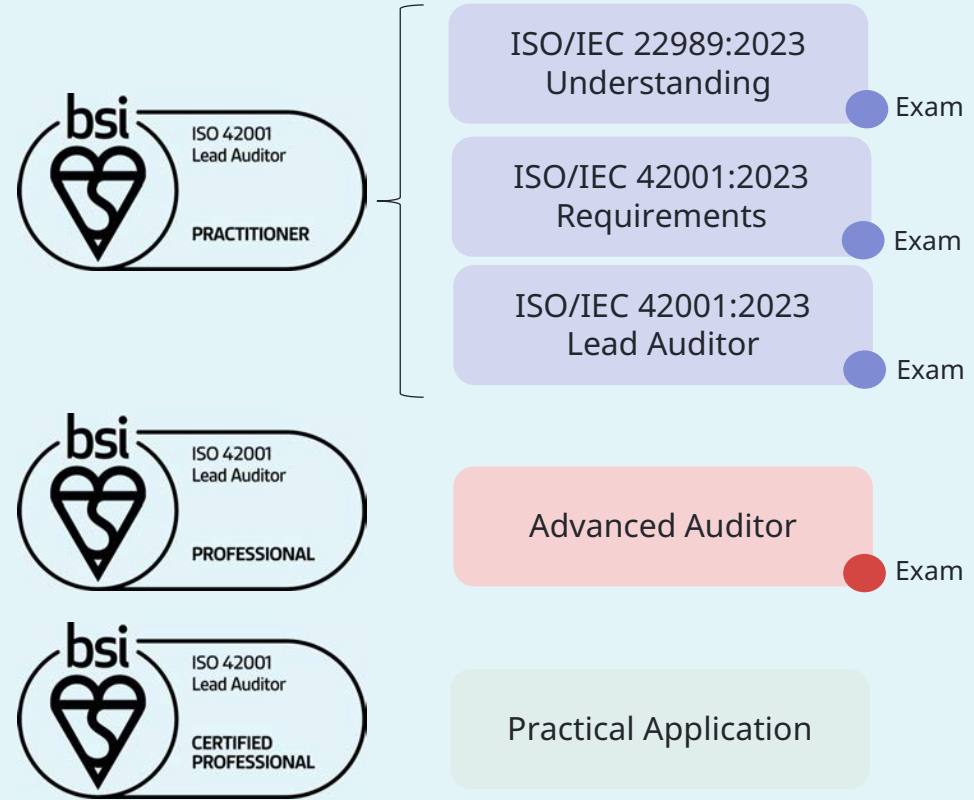 bsi
ISO 42001
Lead Auditor
PRACTITIONER
ISO/IEC 22989:2023
Understanding
Exam
ISO/IEC 42001:2023
Requirements
Exam
ISO/IEC 42001:2023
Lead Auditor
Exam
bsi
ISO 42001
Lead Auditor
PROFESSIONAL
Advanced Auditor
Exam
bsi
ISO 42001
Lead Auditor
CERTIFIED
PROFESSIONAL
Practical Application